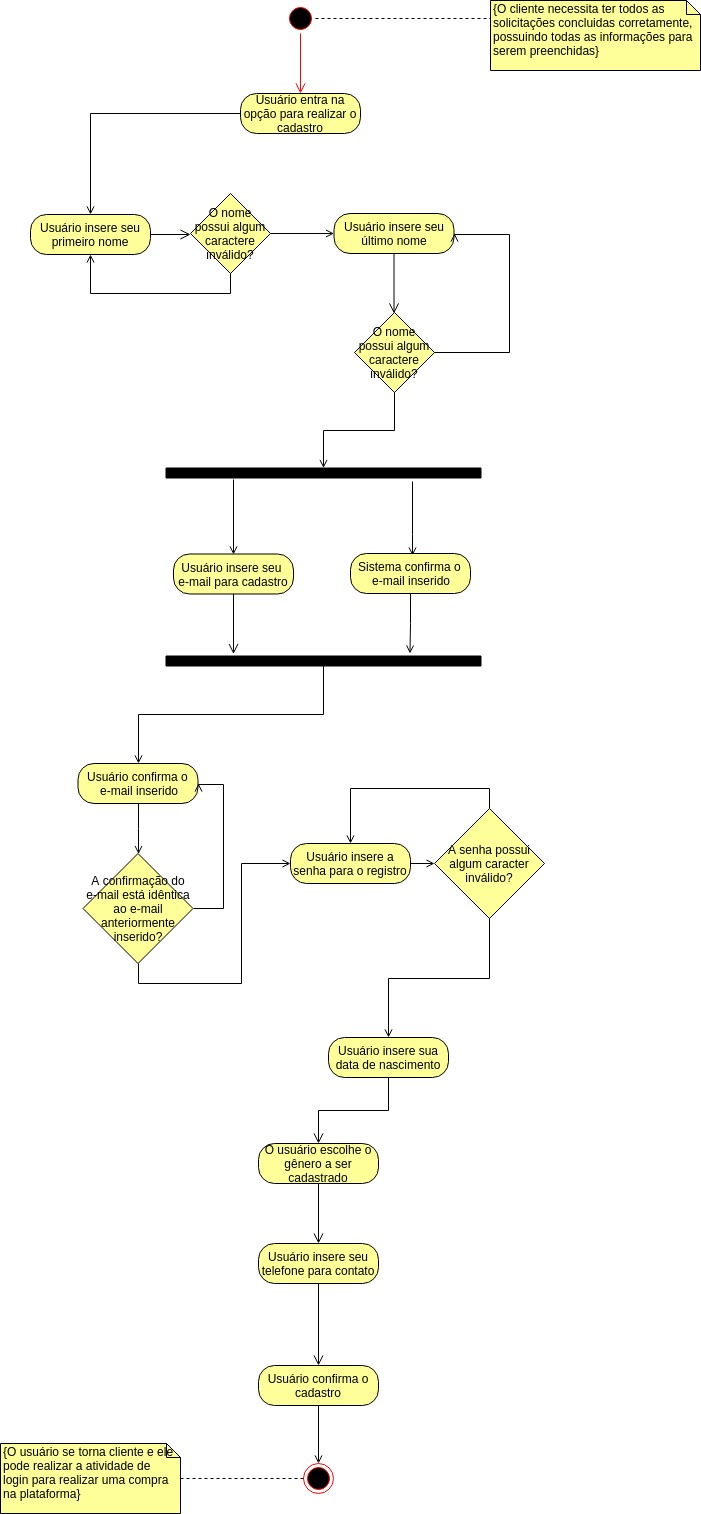 {O cliente necessita ter todos as
solicitações concluidas corretamente,
possuindo todas as informações para
serem preenchidas}
Usuário entra na
opção para realizar o
cadastro
Usuário insere seu
primeiro nome
O nome
possui algum
caractere
inválido?
Usuário insere seu
último nome
O nome
possui algum
caractere
inválido?
Usuário insere seu
e-mail para cadastro
Sistema confirma o
e-mail inserido
Usuário confirma o
e-mail inserido
A confirmação do
e-mail está idêntica
ao e-mail
anteriormente
inserido?
Usuário insere a
senha para o registro
A senha possui
algum caracter
inválido?
Usuário insere sua
data de nascimento
O usuário escolhe o
gênero a ser
cadastrado
Usuário insere seu
telefone para contato
Usuário confirma o
cadastro
{O usuário se torna cliente e ele
pode realizar a atividade de
login para realizar uma compra
na plataforma}